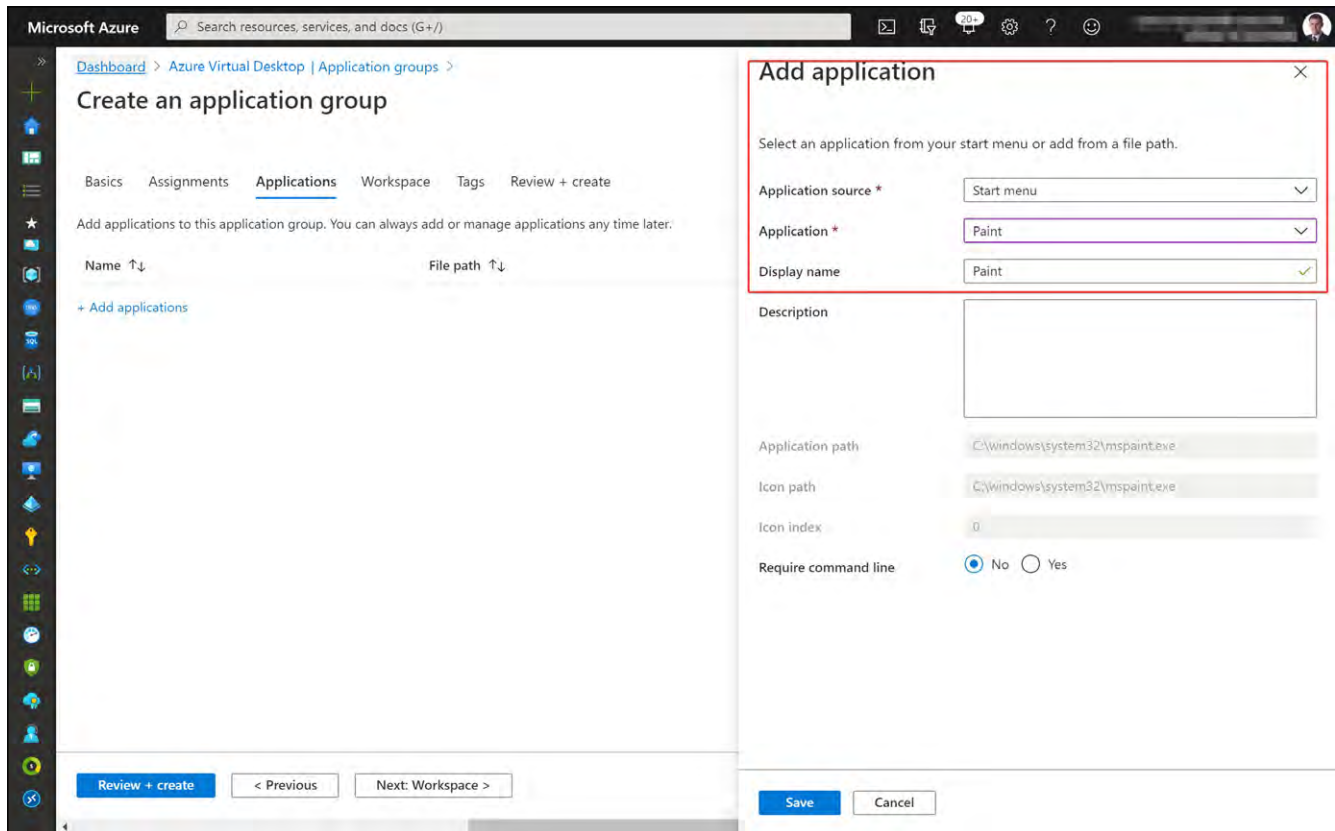 Microsoft Azure
Search resources, services, and docs (G+/)
20+
Dashboard > Azure Virtual Desktop | Application groups >
Create an application group
Basics Assignments Applications Workspace Tags Review + create
Add applications to this application group. You can always add or manage applications any time later.
Name ↑↓ File path ↑↓
+ Add applications
Review + create < Previous Next: Workspace >
Add application
Select an application from your start menu or add from a file path.
Application source * Start menu
Application * Paint
Display name Paint
Description
Application path C:\windows\system32\mspaint.exe
Icon path C:\windows\system32\mspaint.exe
Icon index 0
Require command line No Yes
Save Cancel